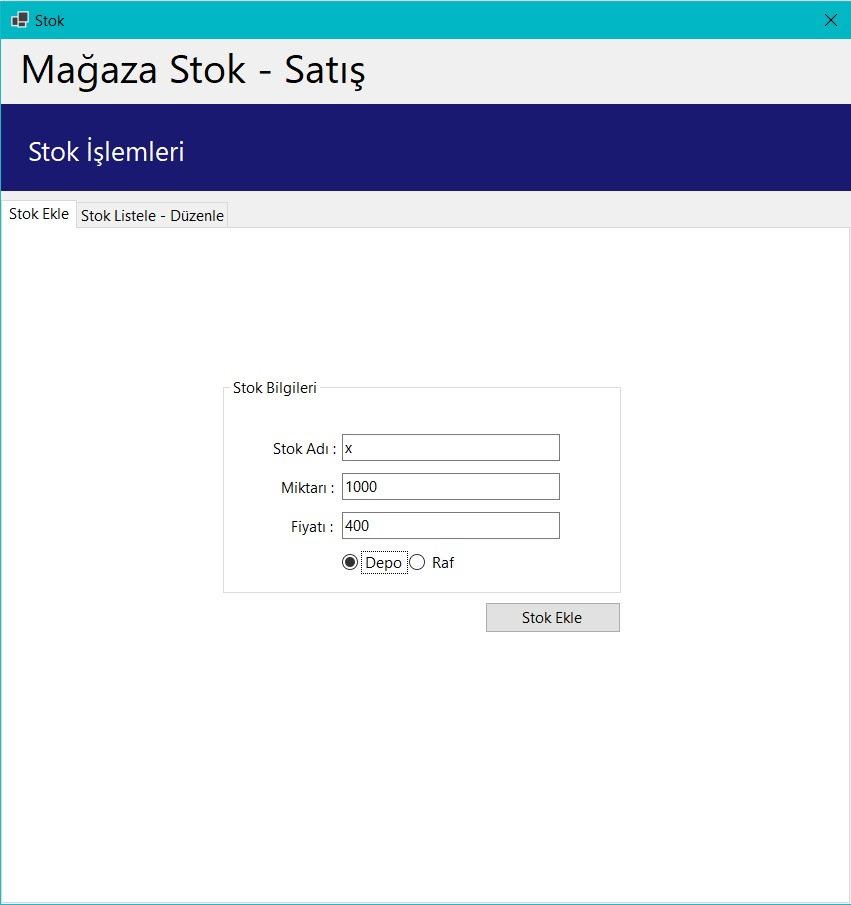 Stok
Mağaza Stok - Satış
Stok İşlemleri
Stok Ekle
Stok Listele - Düzenle
Stok Bilgileri
Stok Adı : x
Miktarı : 1000
Fiyatı : 400
Depo Raf
Stok Ekle